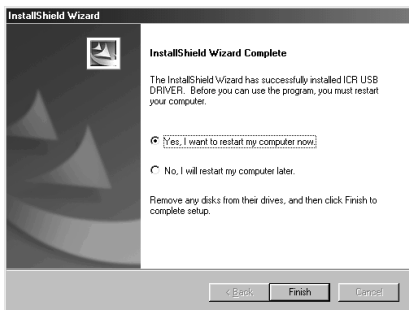 InstallShield Wizard
InstallShield Wizard Complete
The InstallShield Wizard has successfully installed ICR USB
DRIVER. Before you can use the program, you must restart
your computer.
Yes, I want to restart my computer now.
No, I will restart my computer later.
Remove any disks from their drives, and then click Finish to
complete setup.
< Back
Finish
Cancel